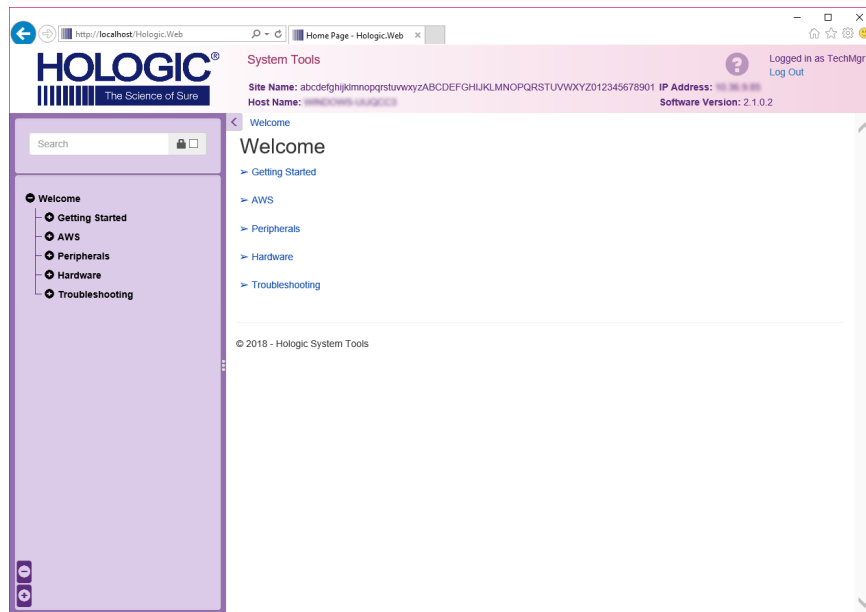 http://localhost/Hologic.Web
Home Page - Hologic.Web
HOLOGIC®
The Science of Sure
System Tools
Logged in as TechMgr
Log Out
Site Name: abcdefghijklmnopqrstuvwxyzABCDEFGHIJKLMNOPQRSTUVWXYZ012345678901 IP Address:
Host Name: Software Version: 2.1.0.2
Search
Welcome
Getting Started
AWS
Peripherals
Hardware
Troubleshooting
Welcome
Welcome
➢ Getting Started
➢ AWS
➢ Peripherals
➢ Hardware
➢ Troubleshooting
© 2018 - Hologic System Tools